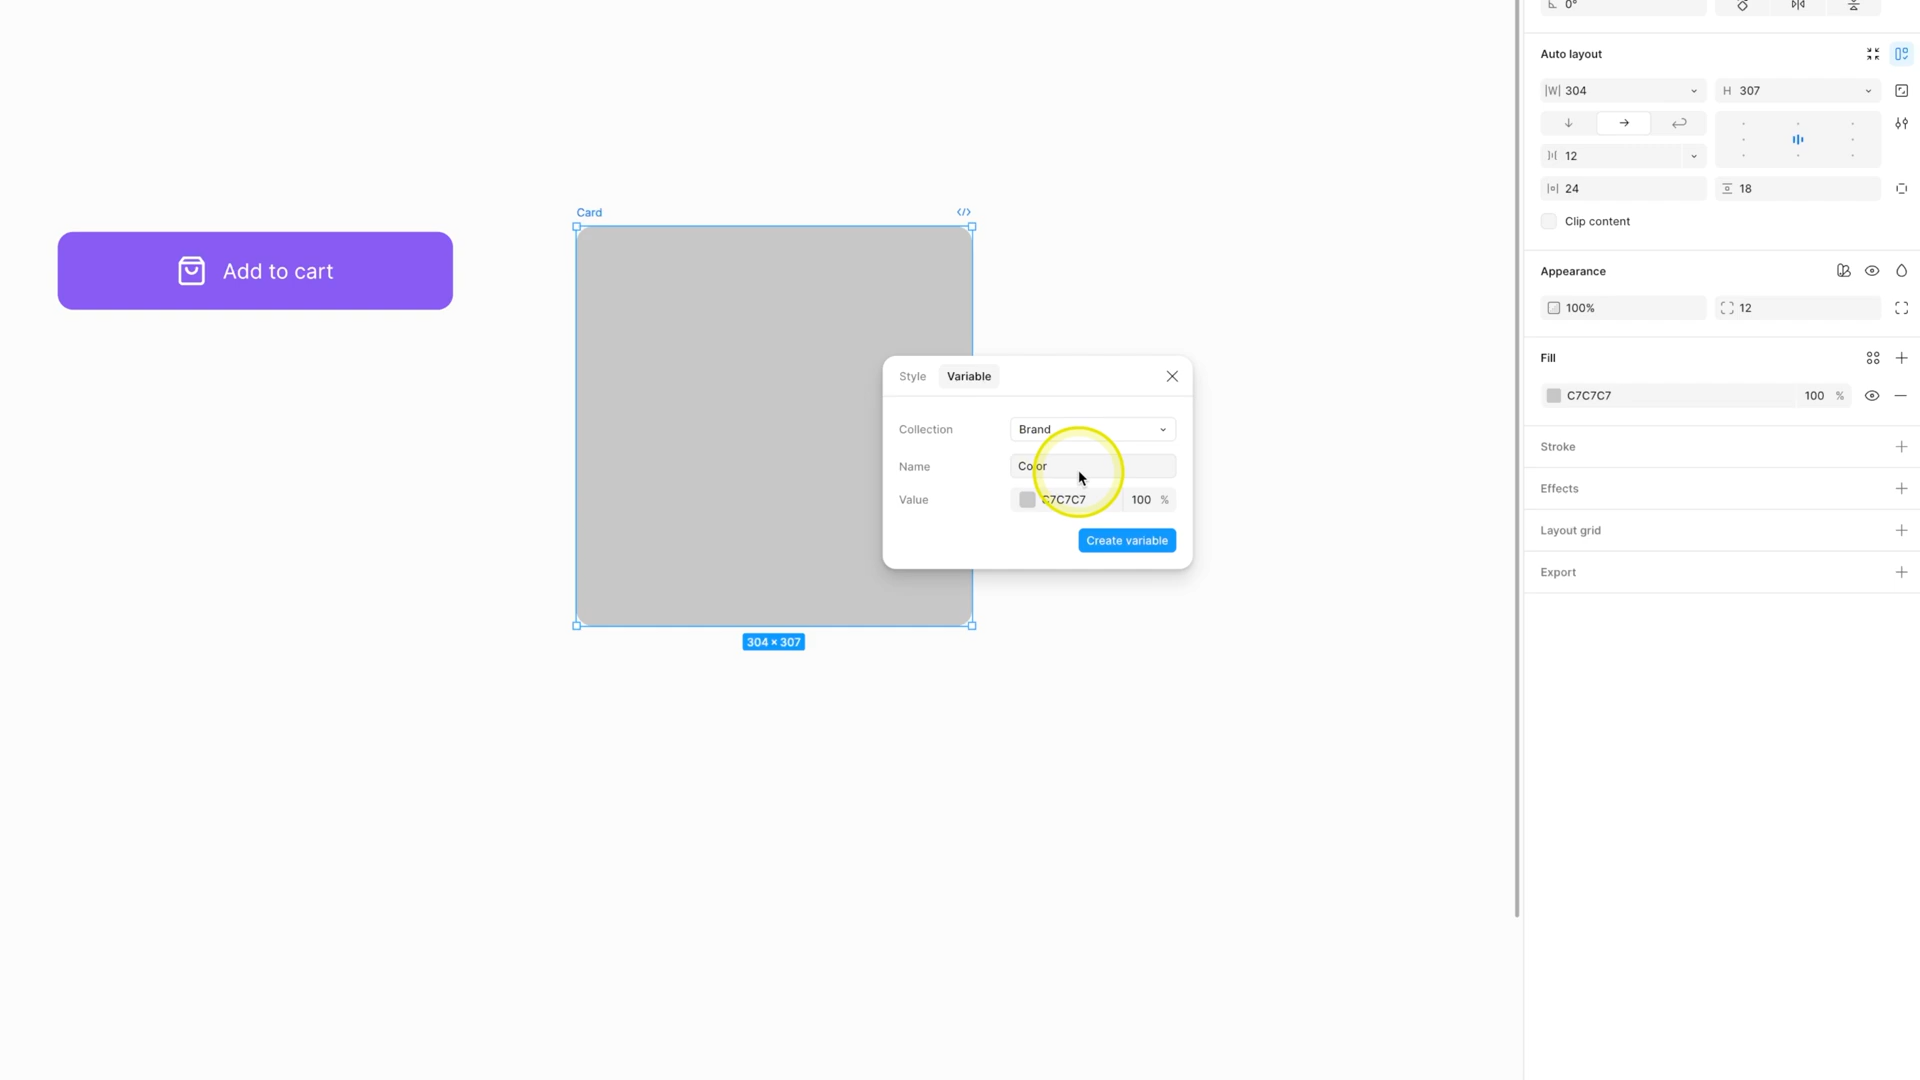 0°
Auto layout
W 304
H 307
12
24
18
Clip content
Appearance
100%
12
Fill
C7C7C7 100 %
Stroke
Effects
Layout grid
Export
Card
Add to cart
304 × 307
Style Variable
Collection Brand
Name Color
Value C7C7C7 100 %
Create variable